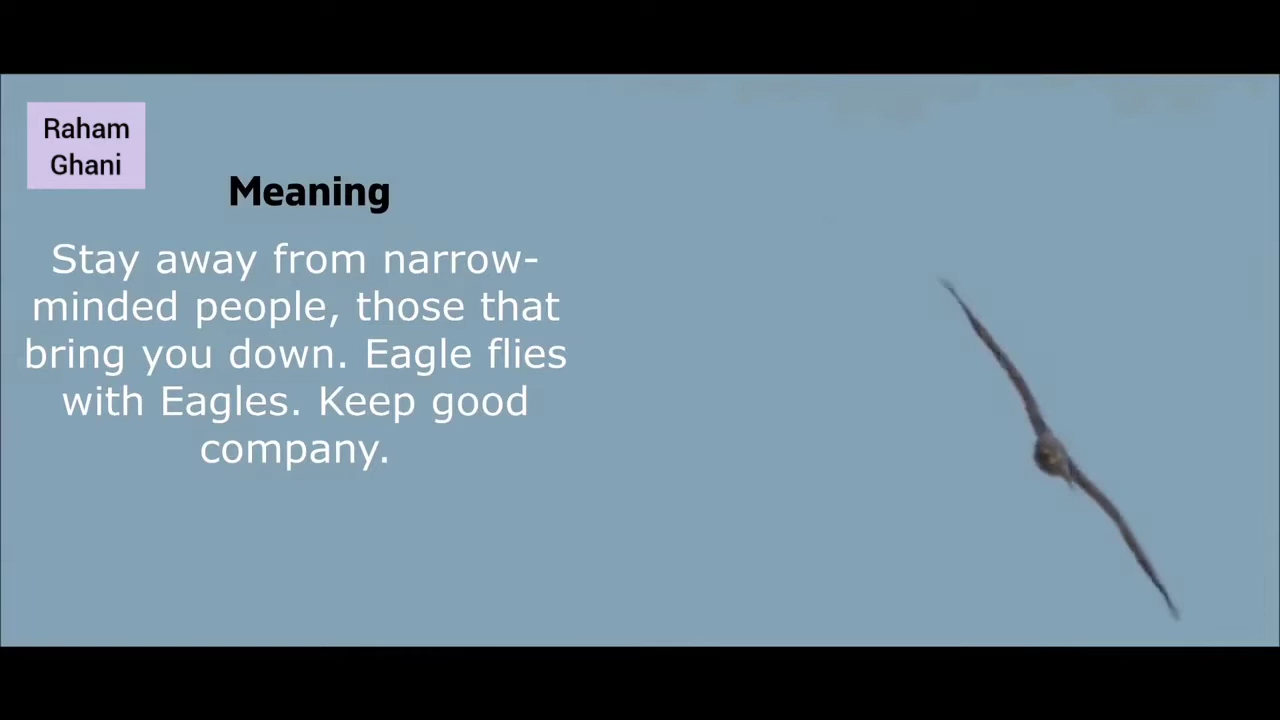 Raham
Ghani
Meaning
Stay away from narrow-
minded people, those that
bring you down. Eagle flies
with Eagles. Keep good
company.